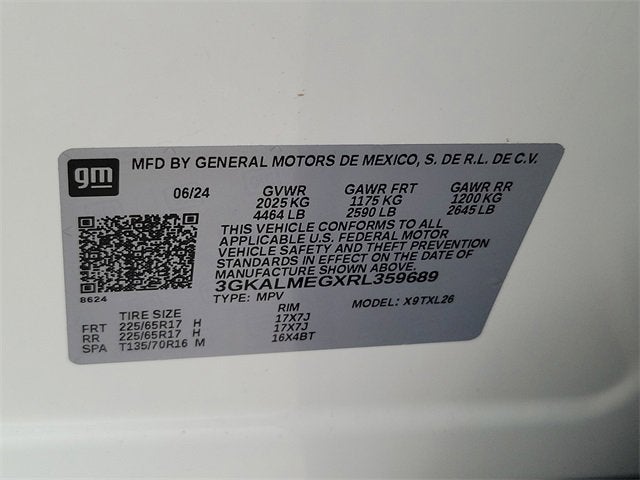 gm MFD BY GENERAL MOTORS DE MEXICO, S. DE R.L. DE C.V.
06/24 GVWR GAWR FRT GAWR RR
2025 KG 1175 KG 1200 KG
4464 LB 2590 LB 2645 LB
THIS VEHICLE CONFORMS TO ALL
APPLICABLE U.S. FEDERAL MOTOR
VEHICLE SAFETY AND THEFT PREVENTION
STANDARDS IN EFFECT ON THE DATE OF
MANUFACTURE SHOWN ABOVE.
3GKALMEGXRL359689
B624 TYPE: MPV MODEL: X9TXL26
TIRE SIZE RIM
FRT 225/65R17 H 17X7J
RR 225/65R17 H 17X7J
SPA T135/70R16 M 16X4BT